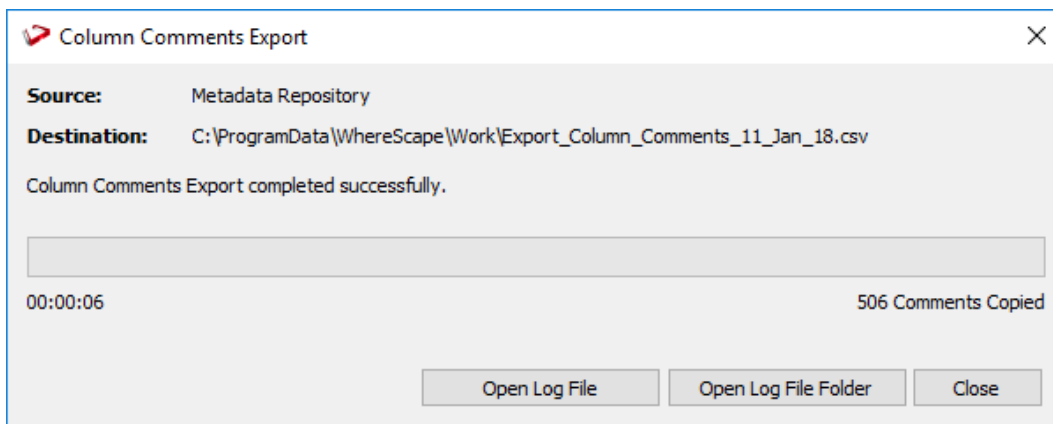 Column Comments Export
Source: Metadata Repository
Destination: C:\ProgramData\WhereScape\Work\Export_Column_Comments_11_Jan_18.csv
Column Comments Export completed successfully.
00:00:06 506 Comments Copied
Open Log File Open Log File Folder Close